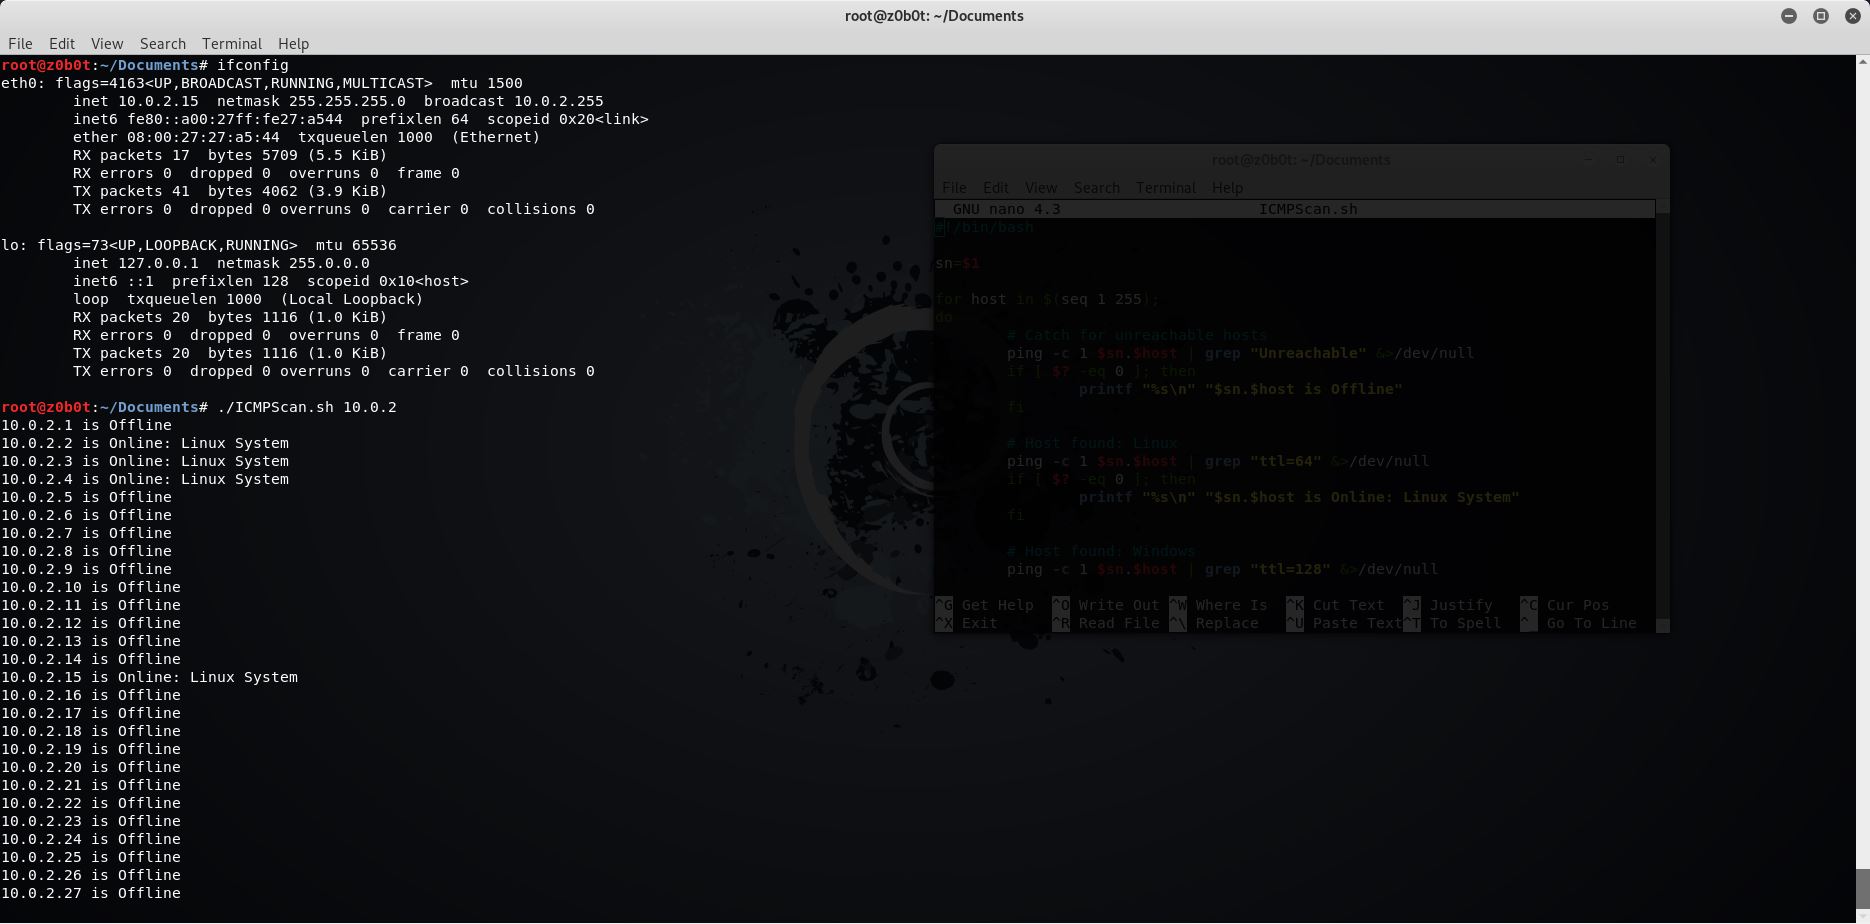 root@z0b0t: ~/Documents
File Edit View Search Terminal Help
root@z0b0t:~/Documents# ifconfig
eth0: flags=4163<UP,BROADCAST,RUNNING,MULTICAST>  mtu 1500
        inet 10.0.2.15  netmask 255.255.255.0  broadcast 10.0.2.255
        inet6 fe80::a00:27ff:fe27:a544  prefixlen 64  scopeid 0x20<link>
        ether 08:00:27:27:a5:44  txqueuelen 1000  (Ethernet)
        RX packets 17  bytes 5709 (5.5 KiB)
        RX errors 0  dropped 0  overruns 0  frame 0
        TX packets 41  bytes 4062 (3.9 KiB)
        TX errors 0  dropped 0 overruns 0  carrier 0  collisions 0
lo: flags=73<UP,LOOPBACK,RUNNING>  mtu 65536
        inet 127.0.0.1  netmask 255.0.0.0
        inet6 ::1  prefixlen 128  scopeid 0x10<host>
        loop  txqueuelen 1000  (Local Loopback)
        RX packets 20  bytes 1116 (1.0 KiB)
        RX errors 0  dropped 0  overruns 0  frame 0
        TX packets 20  bytes 1116 (1.0 KiB)
        TX errors 0  dropped 0 overruns 0  carrier 0  collisions 0
root@z0b0t:~/Documents# ./ICMPScan.sh 10.0.2
10.0.2.1 is Offline
10.0.2.2 is Online: Linux System
10.0.2.3 is Online: Linux System
10.0.2.4 is Online: Linux System
10.0.2.5 is Offline
10.0.2.6 is Offline
10.0.2.7 is Offline
10.0.2.8 is Offline
10.0.2.9 is Offline
10.0.2.10 is Offline
10.0.2.11 is Offline
10.0.2.12 is Offline
10.0.2.13 is Offline
10.0.2.14 is Offline
10.0.2.15 is Online: Linux System
10.0.2.16 is Offline
10.0.2.17 is Offline
10.0.2.18 is Offline
10.0.2.19 is Offline
10.0.2.20 is Offline
10.0.2.21 is Offline
10.0.2.22 is Offline
10.0.2.23 is Offline
10.0.2.24 is Offline
10.0.2.25 is Offline
10.0.2.26 is Offline
10.0.2.27 is Offline
root@z0b0t: ~/Documents
File Edit View Search Terminal Help
GNU nano 4.3 ICMPScan.sh
#!/bin/bash
sn=$1
for host in $(seq 1 255);
do
        # Catch for unreachable hosts
        ping -c 1 $sn.$host | grep "Unreachable" &>/dev/null
        if [ $? -eq 0 ]; then
                printf "%s\n" "$sn.$host is Offline"
        fi
        # Host found: Linux
        ping -c 1 $sn.$host | grep "ttl=64" &>/dev/null
        if [ $? -eq 0 ]; then
                printf "%s\n" "$sn.$host is Online: Linux System"
        fi
        # Host found: Windows
        ping -c 1 $sn.$host | grep "ttl=128" &>/dev/null
^G Get Help ^O Write Out ^W Where Is ^K Cut Text ^J Justify ^C Cur Pos
^X Exit ^R Read File ^\ Replace ^U Paste Text ^T To Spell ^_ Go To Line